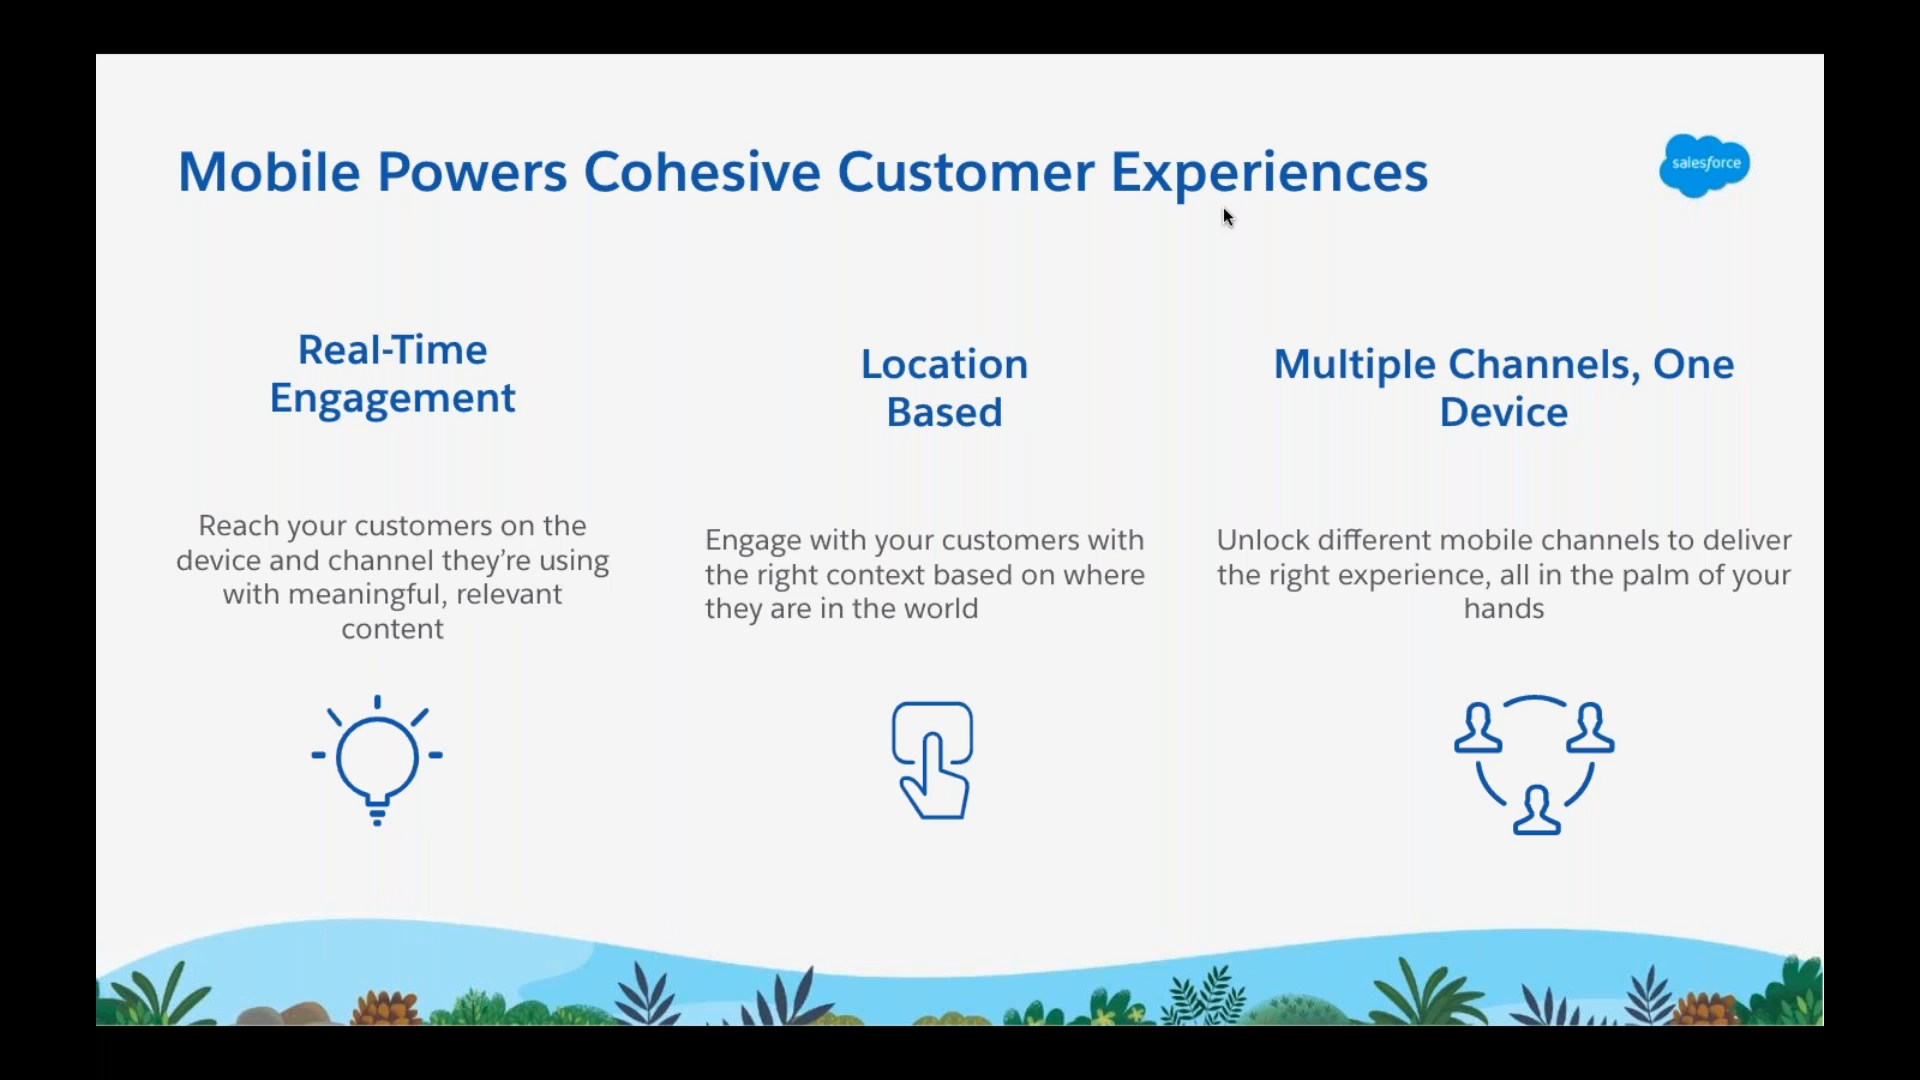 Mobile Powers Cohesive Customer Experiences
salesforce
Real-Time
Engagement
Reach your customers on the
device and channel they’re using
with meaningful, relevant
content
Location
Based
Engage with your customers with
the right context based on where
they are in the world
Multiple Channels, One
Device
Unlock different mobile channels to deliver
the right experience, all in the palm of your
hands